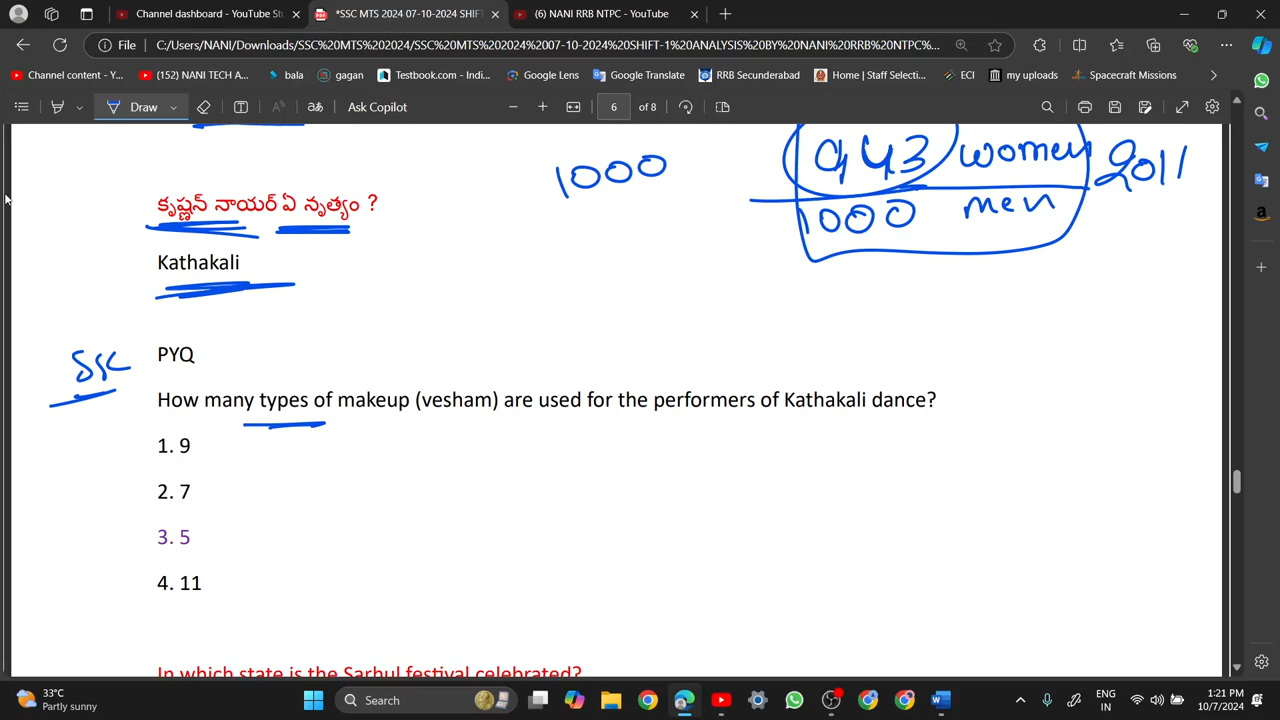 Channel dashboard - YouTube St
*SSC MTS 2024 07-10-2024 SHIFT-
(6) NANI RRB NTPC - YouTube
File
C:/Users/NANI/Downloads/SSC%20MTS%202024/SSC%20MTS%202024%2007-10-2024%20SHIFT-1%20ANALYSIS%20BY%20NANI%20RRB%20NTPC%...
Channel content - Y...
(152) NANI TECH A...
bala
gagan
Testbook.com - Indi...
Google Lens
Google Translate
RRB Secunderabad
Home | Staff Selecti...
ECI
my uploads
Spacecraft Missions
Draw
Ask Copilot
6 of 8
943 women 2011
1000
1000 men
కృష్ణన్ నాయర్ ఏ నృత్యం ?
Kathakali
SSC
PYQ
How many types of makeup (vesham) are used for the performers of Kathakali dance?
1. 9
2. 7
3. 5
4. 11
In which state is the Sarhul festival celebrated?
33°C
Partly sunny
Search
ENG
IN
1:21 PM
10/7/2024